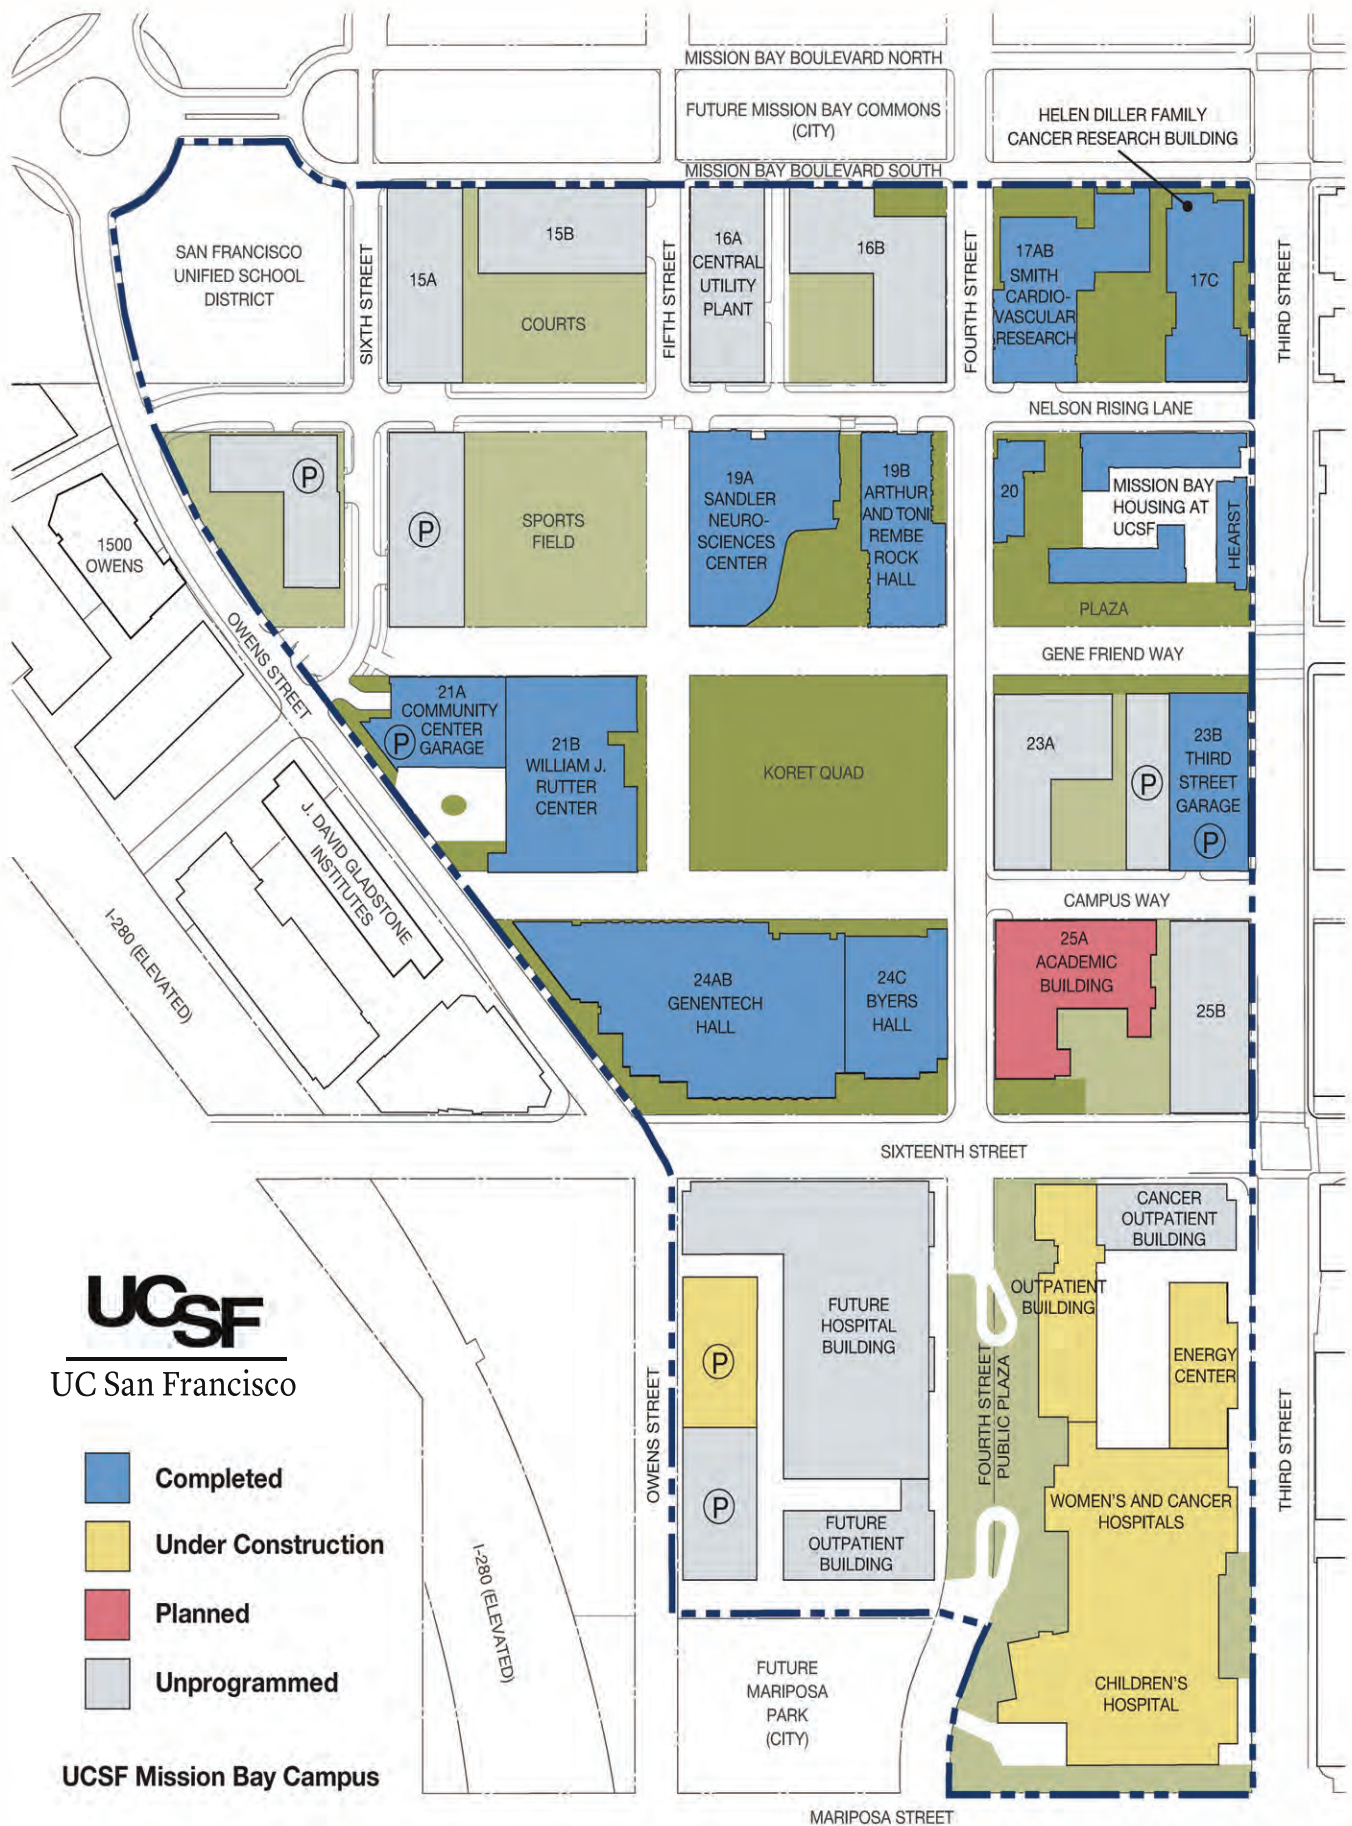 MISSION BAY BOULEVARD NORTH
FUTURE MISSION BAY COMMONS
(CITY)
HELEN DILLER FAMILY
CANCER RESEARCH BUILDING
MISSION BAY BOULEVARD SOUTH
SAN FRANCISCO
UNIFIED SCHOOL
DISTRICT
SIXTH STREET
15A
15B
COURTS
FIFTH STREET
16A
CENTRAL
UTILITY
PLANT
16B
FOURTH STREET
17AB
SMITH
CARDIO-
VASCULAR
RESEARCH
17C
THIRD STREET
NELSON RISING LANE
1500
OWENS
P
P
SPORTS
FIELD
19A
SANDLER
NEURO-
SCIENCES
CENTER
19B
ARTHUR
AND TONI
REMBE
ROCK
HALL
20
MISSION BAY
HOUSING AT
UCSF
HEARST
PLAZA
OWENS STREET
GENE FRIEND WAY
21A
COMMUNITY
CENTER
GARAGE
P
21B
WILLIAM J.
RUTTER
CENTER
KORET QUAD
23A
P
23B
THIRD
STREET
GARAGE
P
J. DAVID GLADSTONE
INSTITUTES
CAMPUS WAY
I-280 (ELEVATED)
24AB
GENENTECH
HALL
24C
BYERS
HALL
25A
ACADEMIC
BUILDING
25B
SIXTEENTH STREET
CANCER
OUTPATIENT
BUILDING
OUTPATIENT
BUILDING
FUTURE
HOSPITAL
BUILDING
P
ENERGY
CENTER
OWENS STREET
FOURTH STREET
PUBLIC PLAZA
THIRD STREET
P
FUTURE
OUTPATIENT
BUILDING
WOMEN'S AND CANCER
HOSPITALS
I-280 (ELEVATED)
FUTURE
MARIPOSA
PARK
(CITY)
CHILDREN'S
HOSPITAL
MARIPOSA STREET
UCSF
UC San Francisco
Completed
Under Construction
Planned
Unprogrammed
UCSF Mission Bay Campus